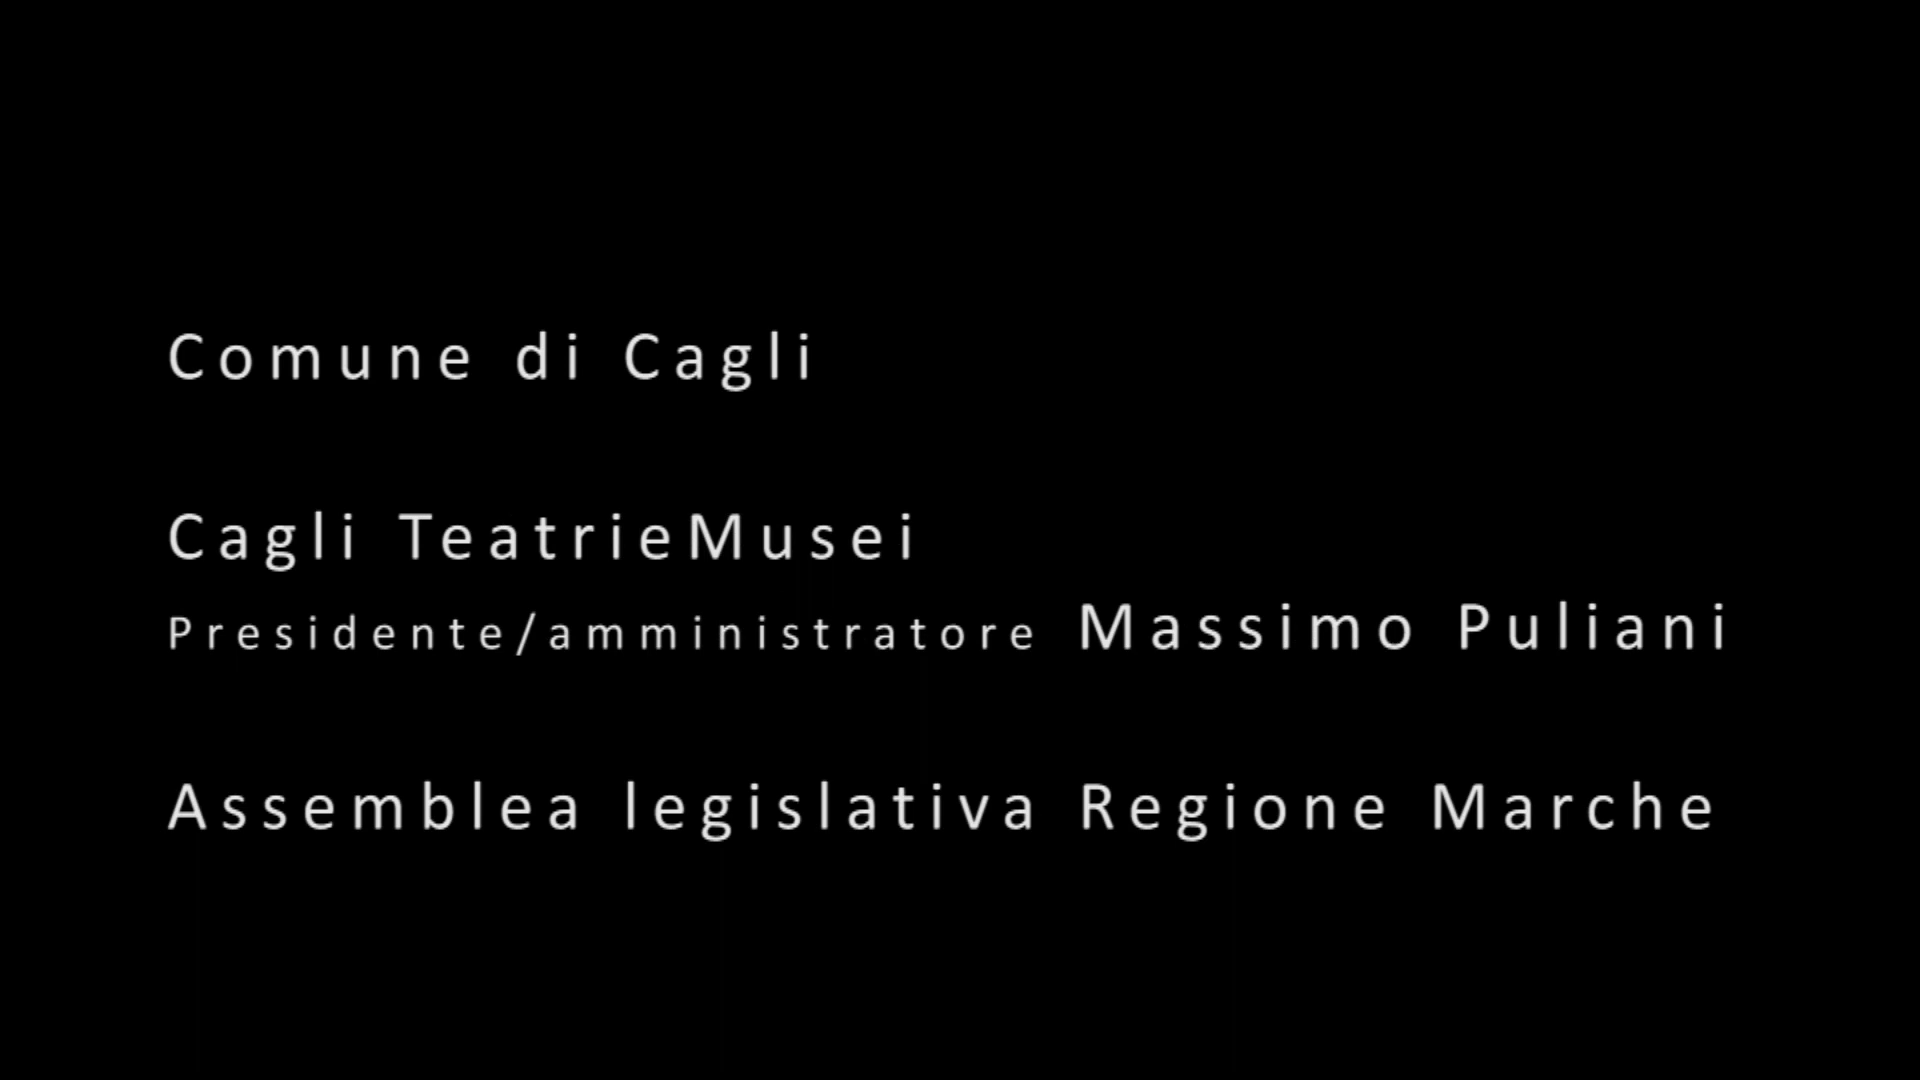 Comune di Cagli
Cagli TeatrieMusei
Presidente/amministratore Massimo Puliani
Assemblea legislativa Regione Marche